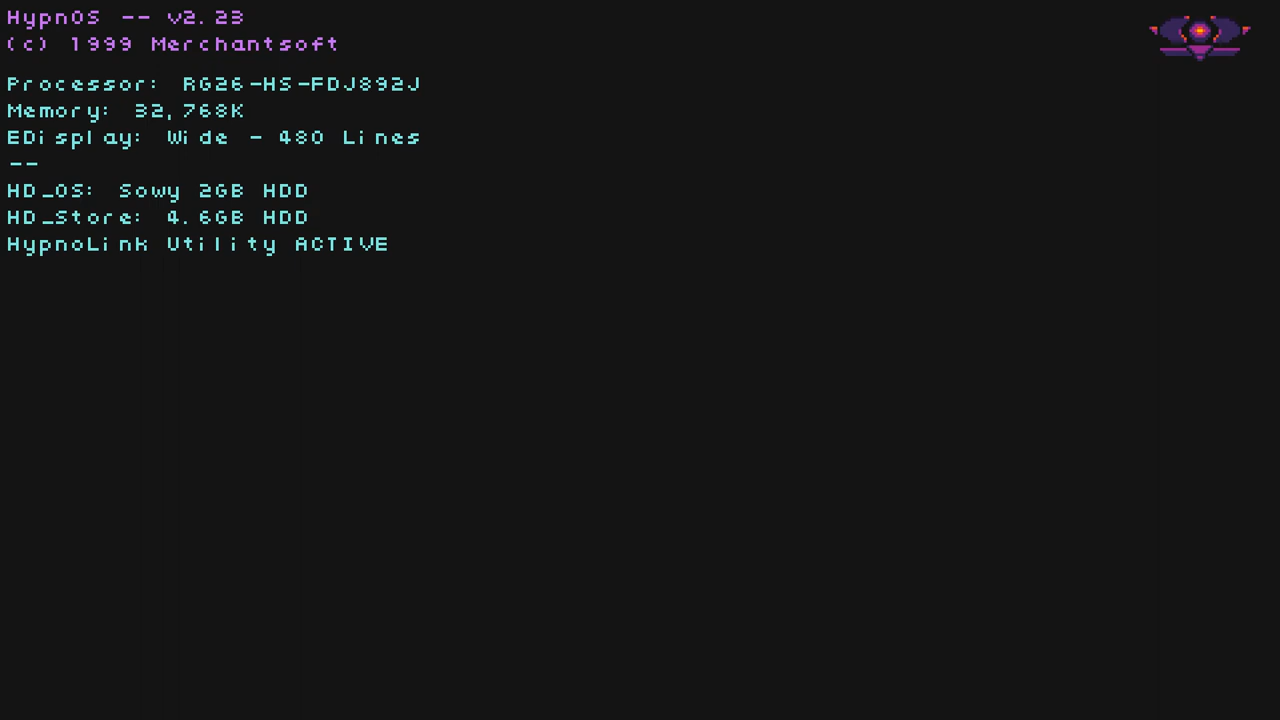 HypnOS -- v2.23
(c) 1999 Merchantsoft
Processor: RG26-HS-FDJ892J
Memory: 32,768K
EDisplay: Wide - 480 Lines
--
HD_OS: Sowy 2GB HDD
HD_Store: 4.6GB HDD
HypnoLink Utility ACTIVE